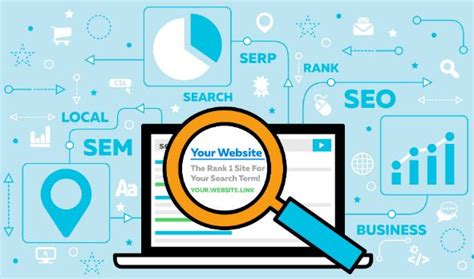 SERP
RANK
SEARCH
SEO
LOCAL
SEM
Your Website
The Rank 1 Site For
Your Search Term!
YOUR.WEBSITE.LINK
Aa
BUSINESS